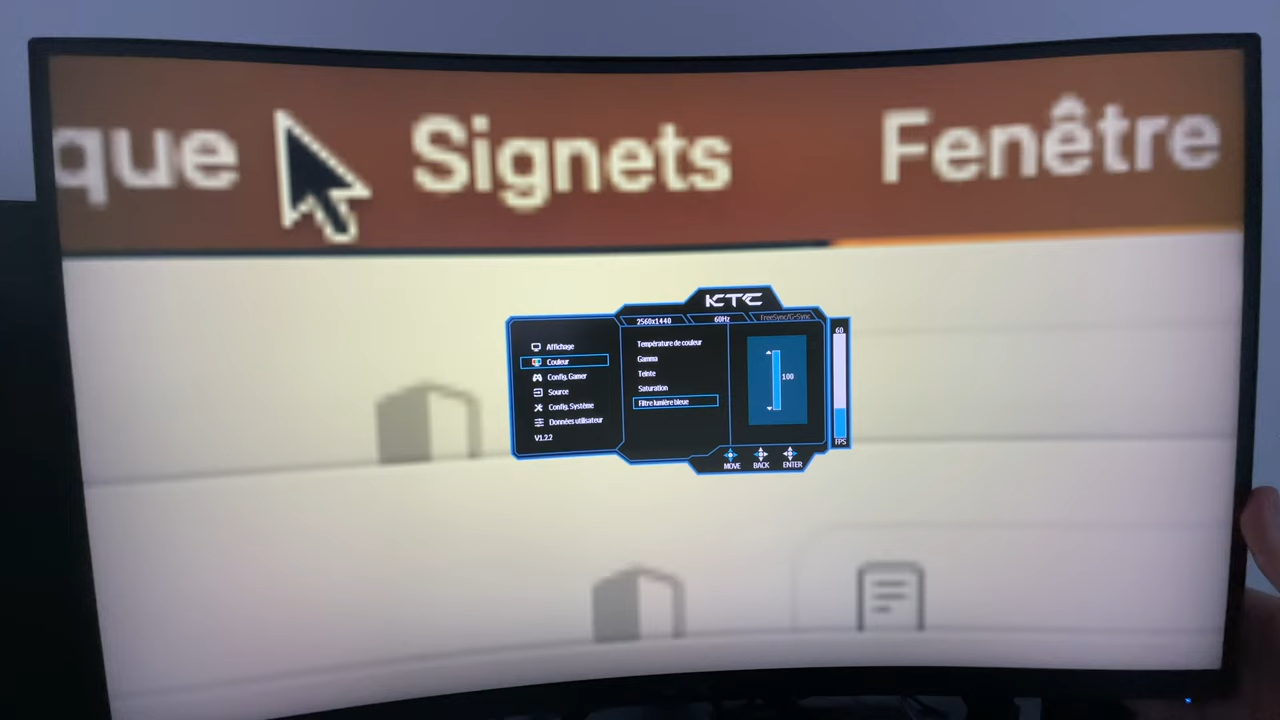 que Signets Fenêtre
KTC
2560x1440 60Hz FreeSync/G-Sync
Affichage
Couleur
Config. Gamer
Source
Config. Système
Données utilisateur
V1.2.2
Température de couleur
Gamma
Teinte
Saturation
Filtre lumière bleue
100
60
FPS
MOVE BACK ENTER